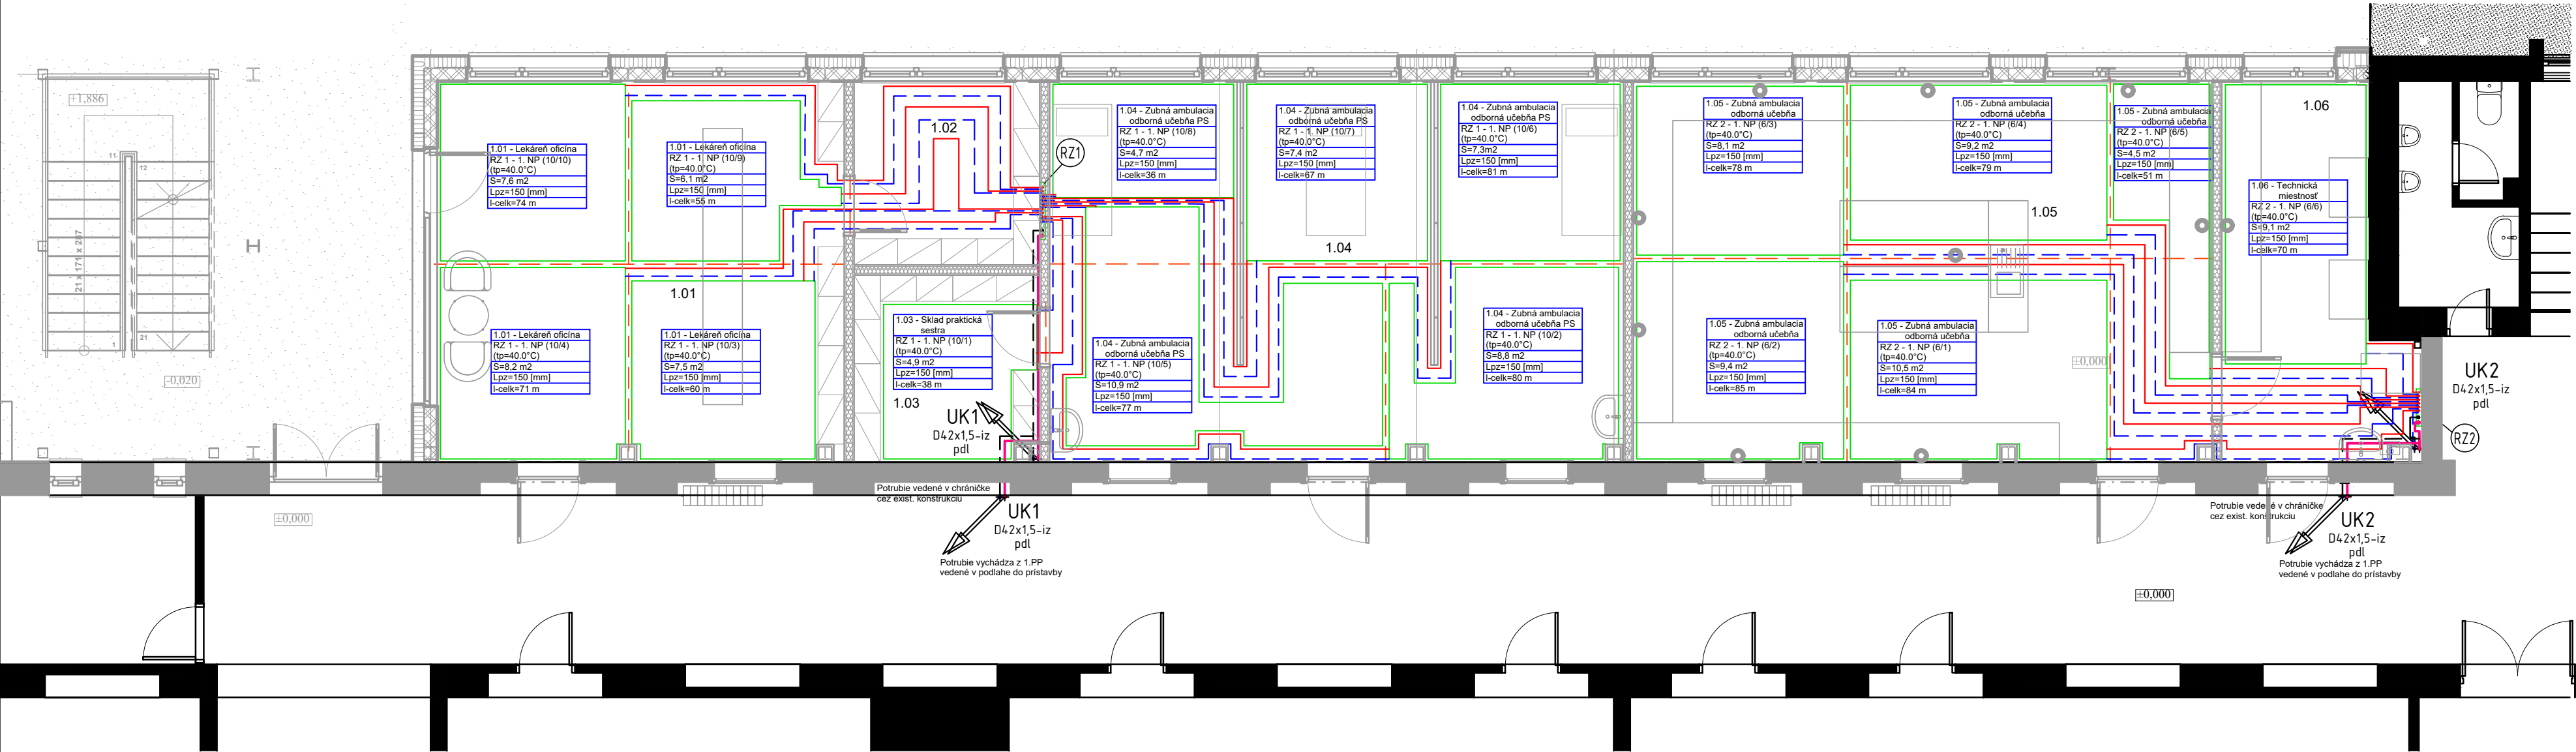 +1,886
11
12
21 x 171 x 287
1
21
-0,020
±0,000
1.01 - Lekáreň oficína
RZ 1 - 1. NP (10/10)
(tp=40.0°C)
S=7,6 m2
Lpz=150 [mm]
l-celk=74 m
1.01 - Lekáreň oficína
RZ 1 - 1. NP (10/9)
(tp=40.0°C)
S=6,1 m2
Lpz=150 [mm]
l-celk=55 m
1.01 - Lekáreň oficína
RZ 1 - 1. NP (10/4)
(tp=40.0°C)
S=8,2 m2
Lpz=150 [mm]
l-celk=71 m
1.01
1.01 - Lekáreň oficína
RZ 1 - 1. NP (10/3)
(tp=40.0°C)
S=7,5 m2
Lpz=150 [mm]
l-celk=60 m
1.02
RZ1
1.03 - Sklad praktická
sestra
RZ 1 - 1. NP (10/1)
(tp=40.0°C)
S=4,9 m2
Lpz=150 [mm]
l-celk=38 m
1.03
UK1
D42x1,5-iz
pdl
Potrubie vedené v chráničke
cez exist. konštrukciu
UK1
D42x1,5-iz
pdl
Potrubie vychádza z 1.PP
vedené v podlahe do prístavby
1.04 - Zubná ambulacia
odborná učebňa PS
RZ 1 - 1. NP (10/8)
(tp=40.0°C)
S=4,7 m2
Lpz=150 [mm]
l-celk=36 m
1.04 - Zubná ambulacia
odborná učebňa PS
RZ 1 - 1. NP (10/7)
(tp=40.0°C)
S=7,4 m2
Lpz=150 [mm]
l-celk=67 m
1.04 - Zubná ambulacia
odborná učebňa PS
RZ 1 - 1. NP (10/6)
(tp=40.0°C)
S=7,3m2
Lpz=150 [mm]
l-celk=81 m
1.04
1.04 - Zubná ambulacia
odborná učebňa PS
RZ 1 - 1. NP (10/5)
(tp=40.0°C)
S=10,9 m2
Lpz=150 [mm]
l-celk=77 m
1.04 - Zubná ambulacia
odborná učebňa PS
RZ 1 - 1. NP (10/2)
(tp=40.0°C)
S=8,8 m2
Lpz=150 [mm]
l-celk=80 m
1.05 - Zubná ambulacia
odborná učebňa
RZ 2 - 1. NP (6/3)
(tp=40.0°C)
S=8,1 m2
Lpz=150 [mm]
l-celk=78 m
1.05 - Zubná ambulacia
odborná učebňa
RZ 2 - 1. NP (6/4)
(tp=40.0°C)
S=9,2 m2
Lpz=150 [mm]
l-celk=79 m
1.05 - Zubná ambulacia
odborná učebňa
RZ 2 - 1. NP (6/5)
(tp=40.0°C)
S=4,5 m2
Lpz=150 [mm]
l-celk=51 m
1.05
1.05 - Zubná ambulacia
odborná učebňa
RZ 2 - 1. NP (6/2)
(tp=40.0°C)
S=9,4 m2
Lpz=150 [mm]
l-celk=85 m
1.05 - Zubná ambulacia
odborná učebňa
RZ 2 - 1. NP (6/1)
(tp=40.0°C)
S=10,5 m2
Lpz=150 [mm]
l-celk=84 m
±0,000
1.06
1.06 - Technická
miestnosť
RZ 2 - 1. NP (6/6)
(tp=40.0°C)
S=9,1 m2
Lpz=150 [mm]
l-celk=70 m
UK2
D42x1,5-iz
pdl
RZ2
Potrubie vedené v chráničke
cez exist. konštrukciu
UK2
D42x1,5-iz
pdl
Potrubie vychádza z 1.PP
vedené v podlahe do prístavby
±0,000